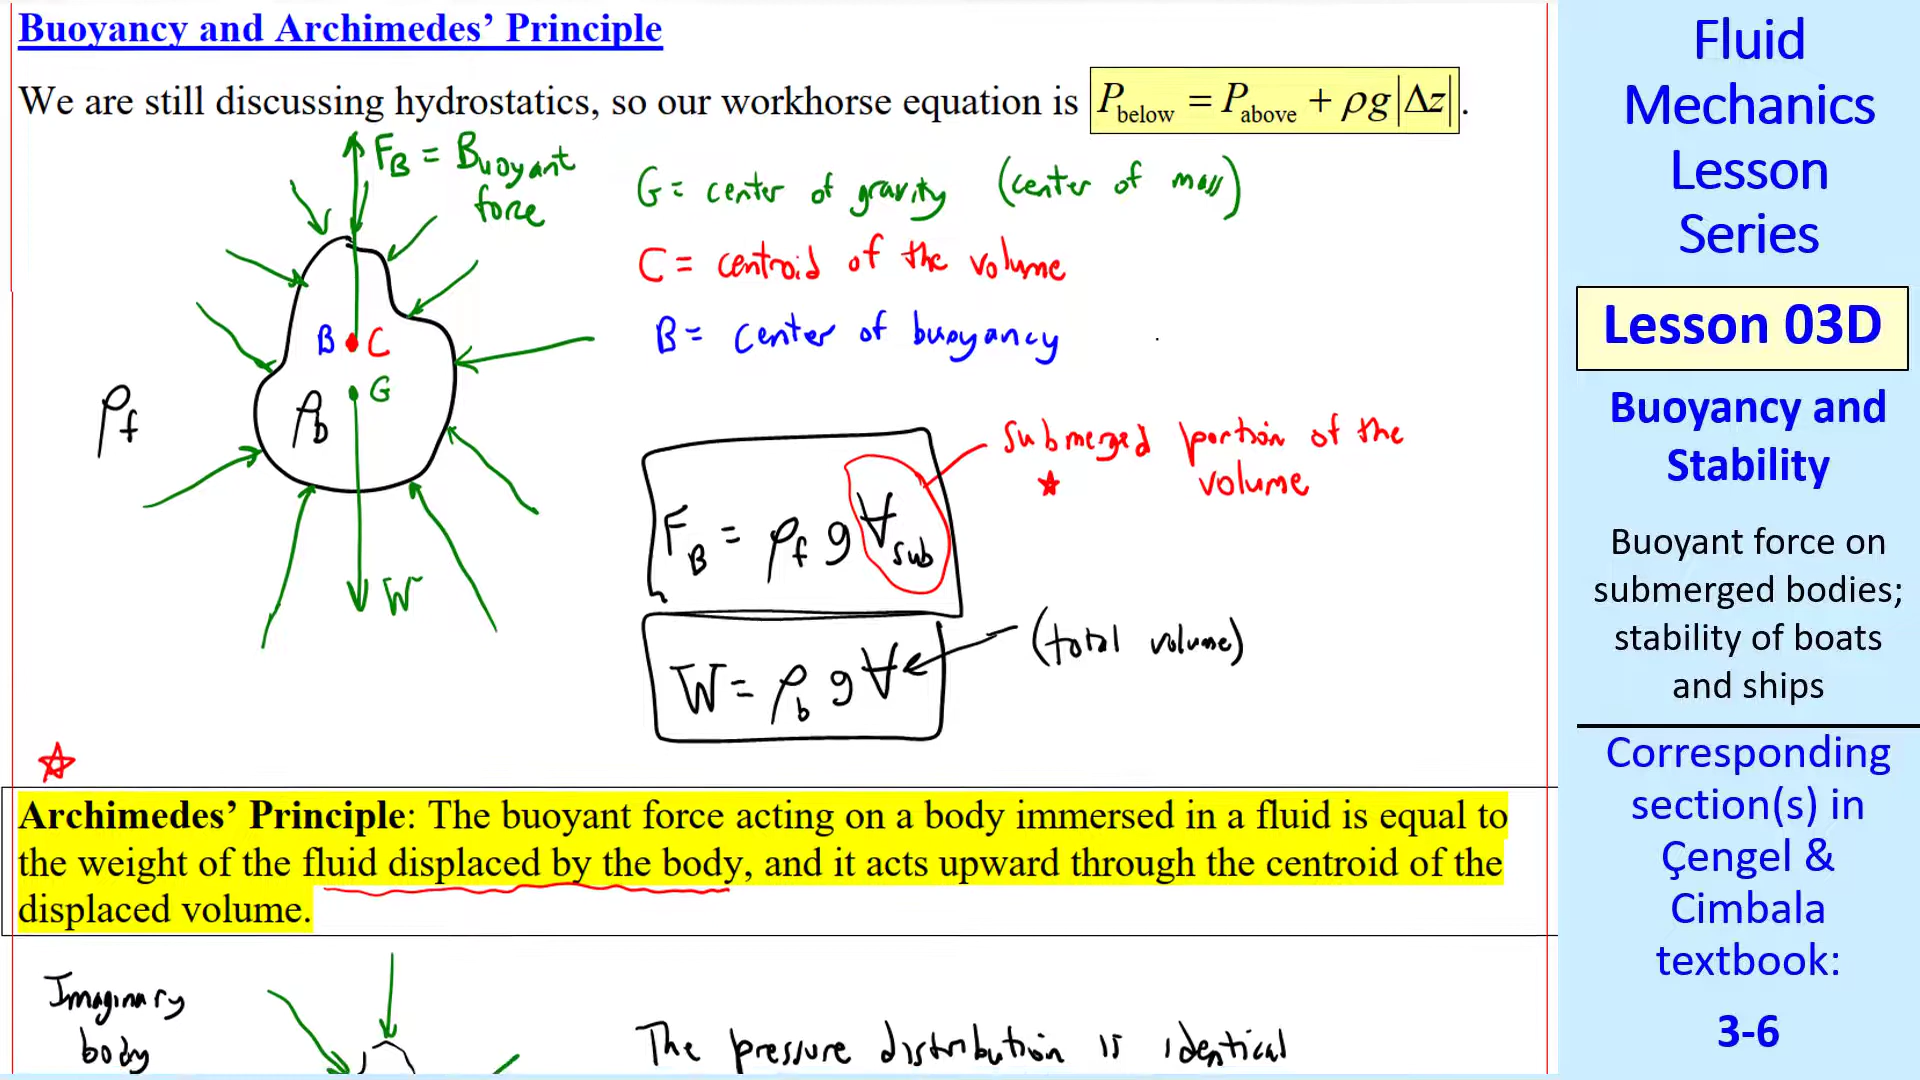 Buoyancy and Archimedes’ Principle
We are still discussing hydrostatics, so our workhorse equation is P_below = P_above + ρg|Δz|.
F_B = Buoyant
force
G = center of gravity (center of mass)
C = centroid of the volume
B = center of buoyancy
B C
G
ρ_f
ρ_b
W
submerged portion of the
volume
F_B = ρ_f g V_sub
(total volume)
W = ρ_b g V
Archimedes’ Principle: The buoyant force acting on a body immersed in a fluid is equal to
the weight of the fluid displaced by the body, and it acts upward through the centroid of the
displaced volume.
Imaginary
body
The pressure distribution is identical
Fluid
Mechanics
Lesson
Series
Lesson 03D
Buoyancy and
Stability
Buoyant force on
submerged bodies;
stability of boats
and ships
Corresponding
section(s) in
Çengel &
Cimbala
textbook:
3-6